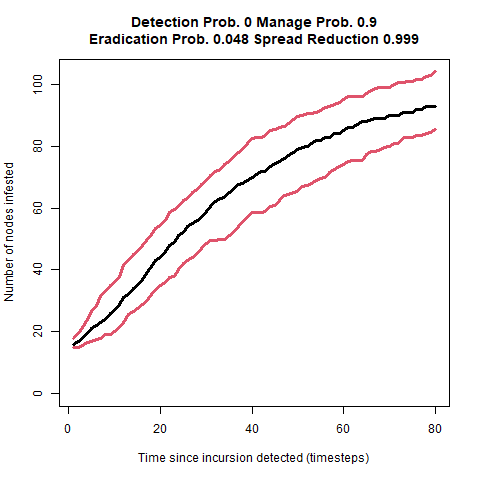 Detection Prob. 0 Manage Prob. 0.9
Eradication Prob. 0.048 Spread Reduction 0.999
Number of nodes infested
100
80
60
40
20
0
0 20 40 60 80
Time since incursion detected (timesteps)